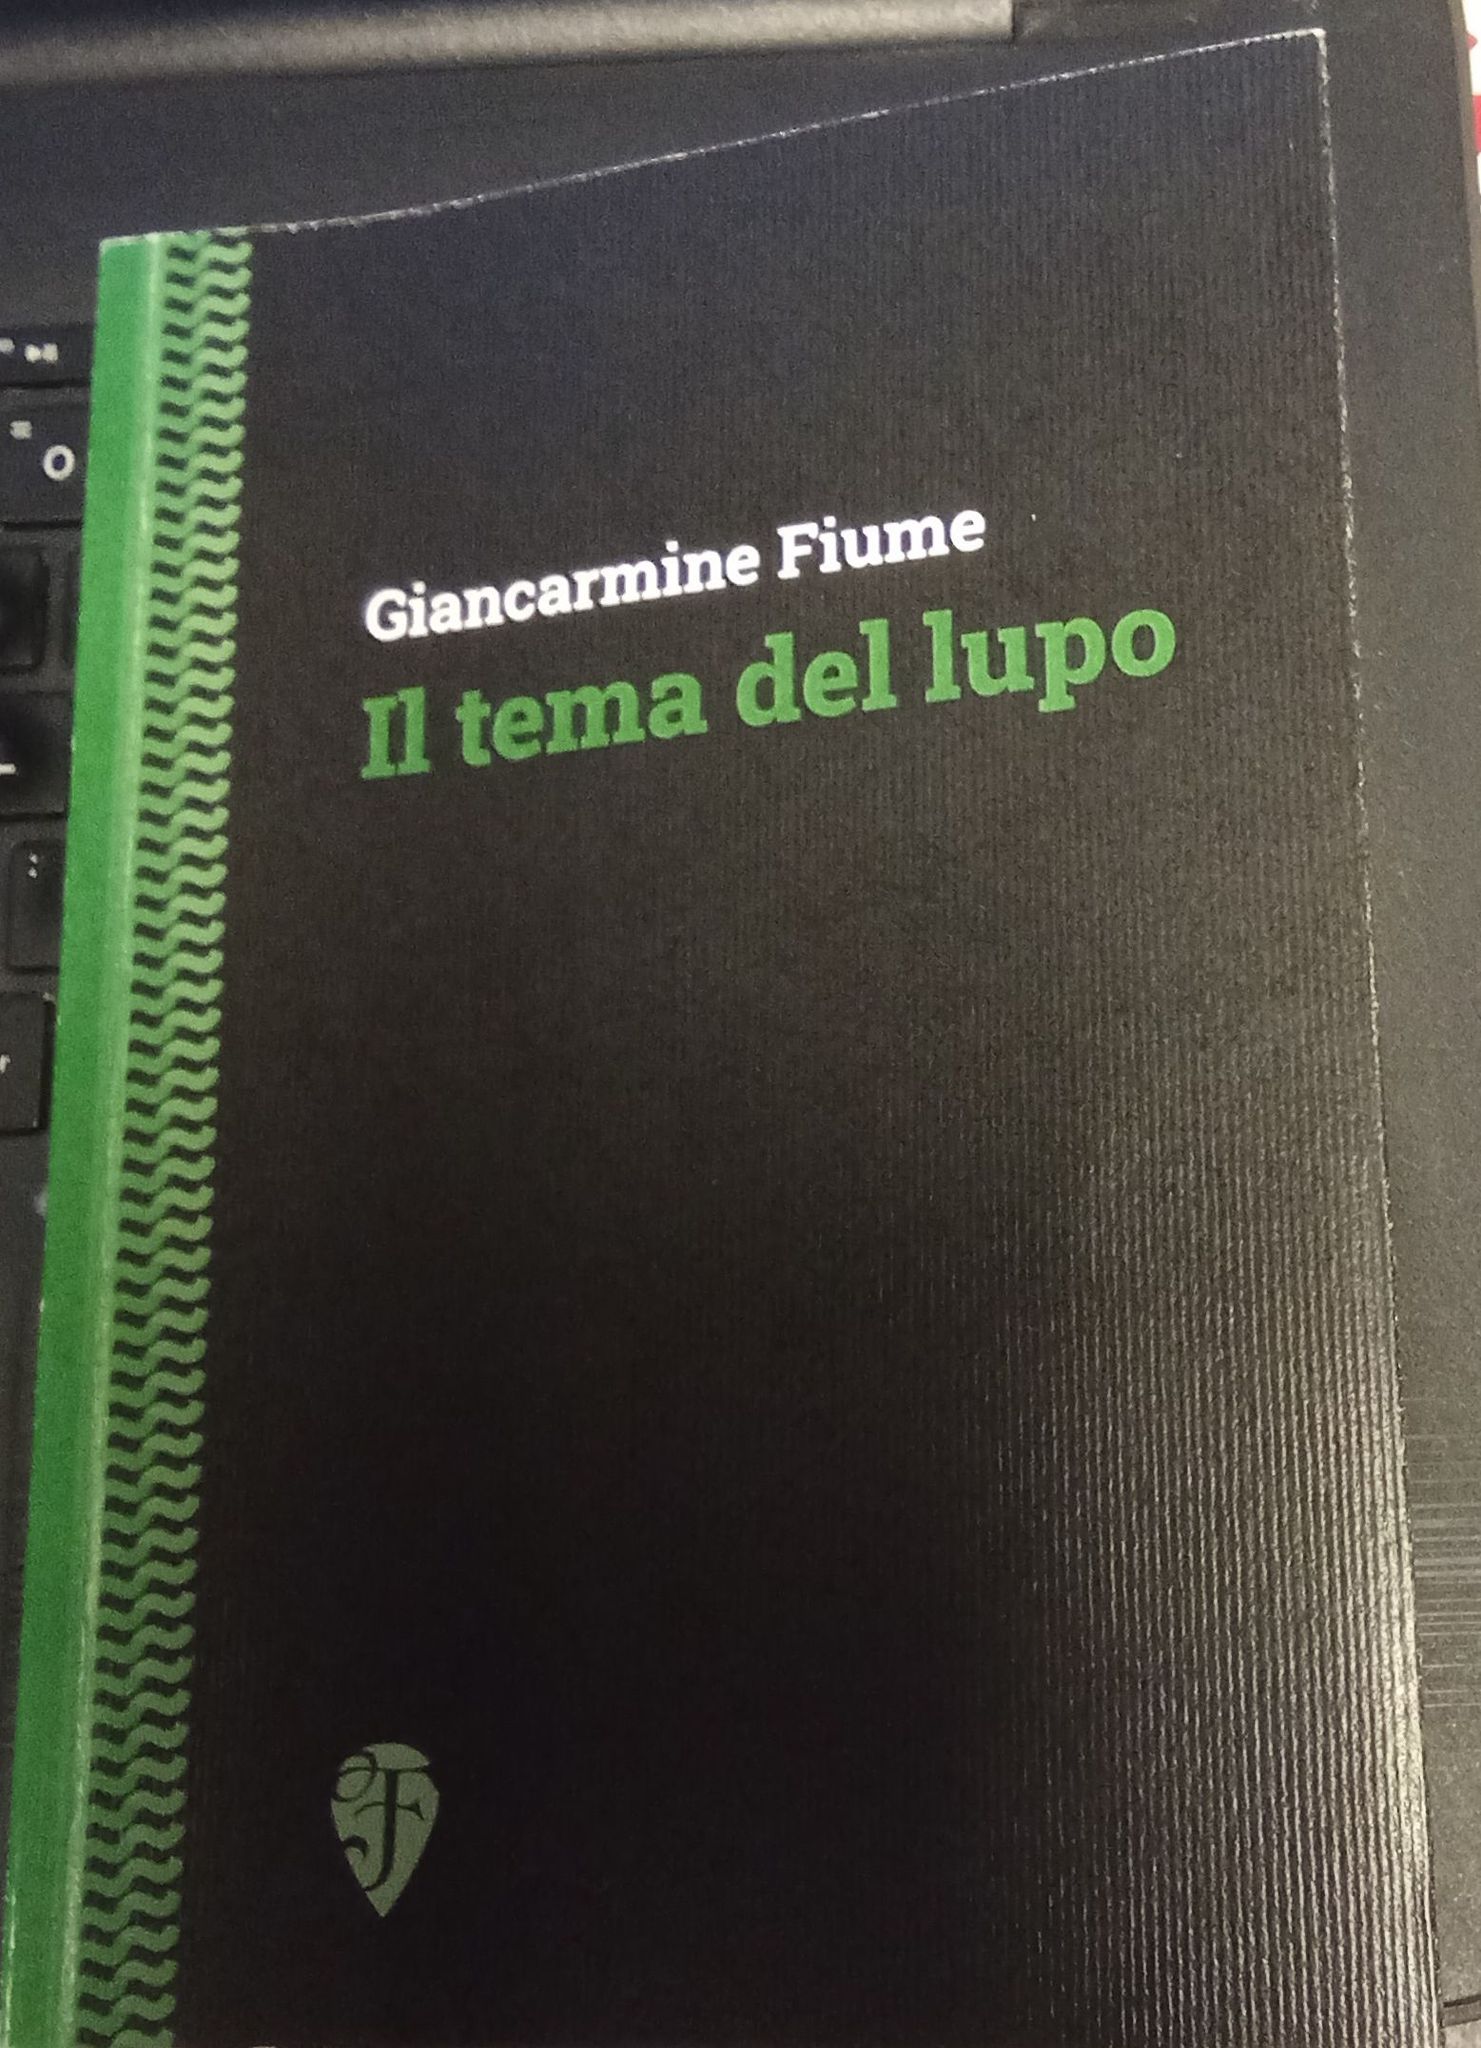 Giancarmine Fiume
Il tema del lupo
F
O